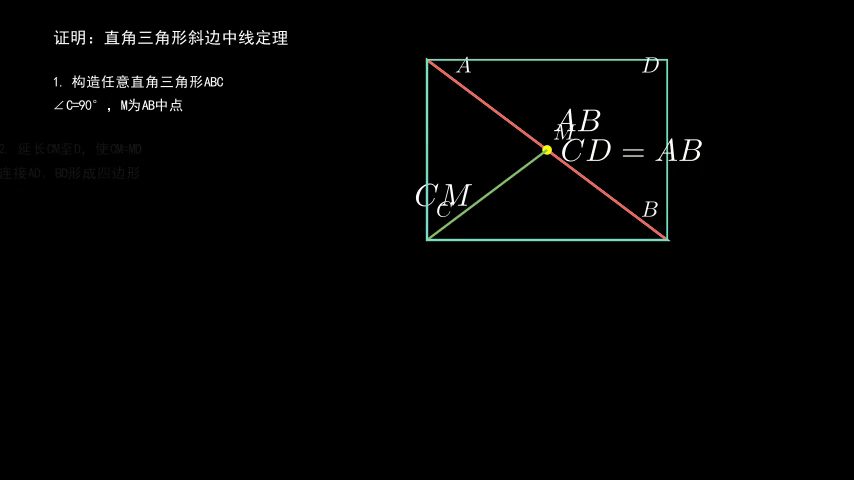 证明：直角三角形斜边中线定理
1. 构造任意直角三角形ABC
∠C=90°，M为AB中点
2. 延长CM至D，使CM=MD
连接AD、BD形成四边形
A
D
AB
M
CD = AB
CM
C
B